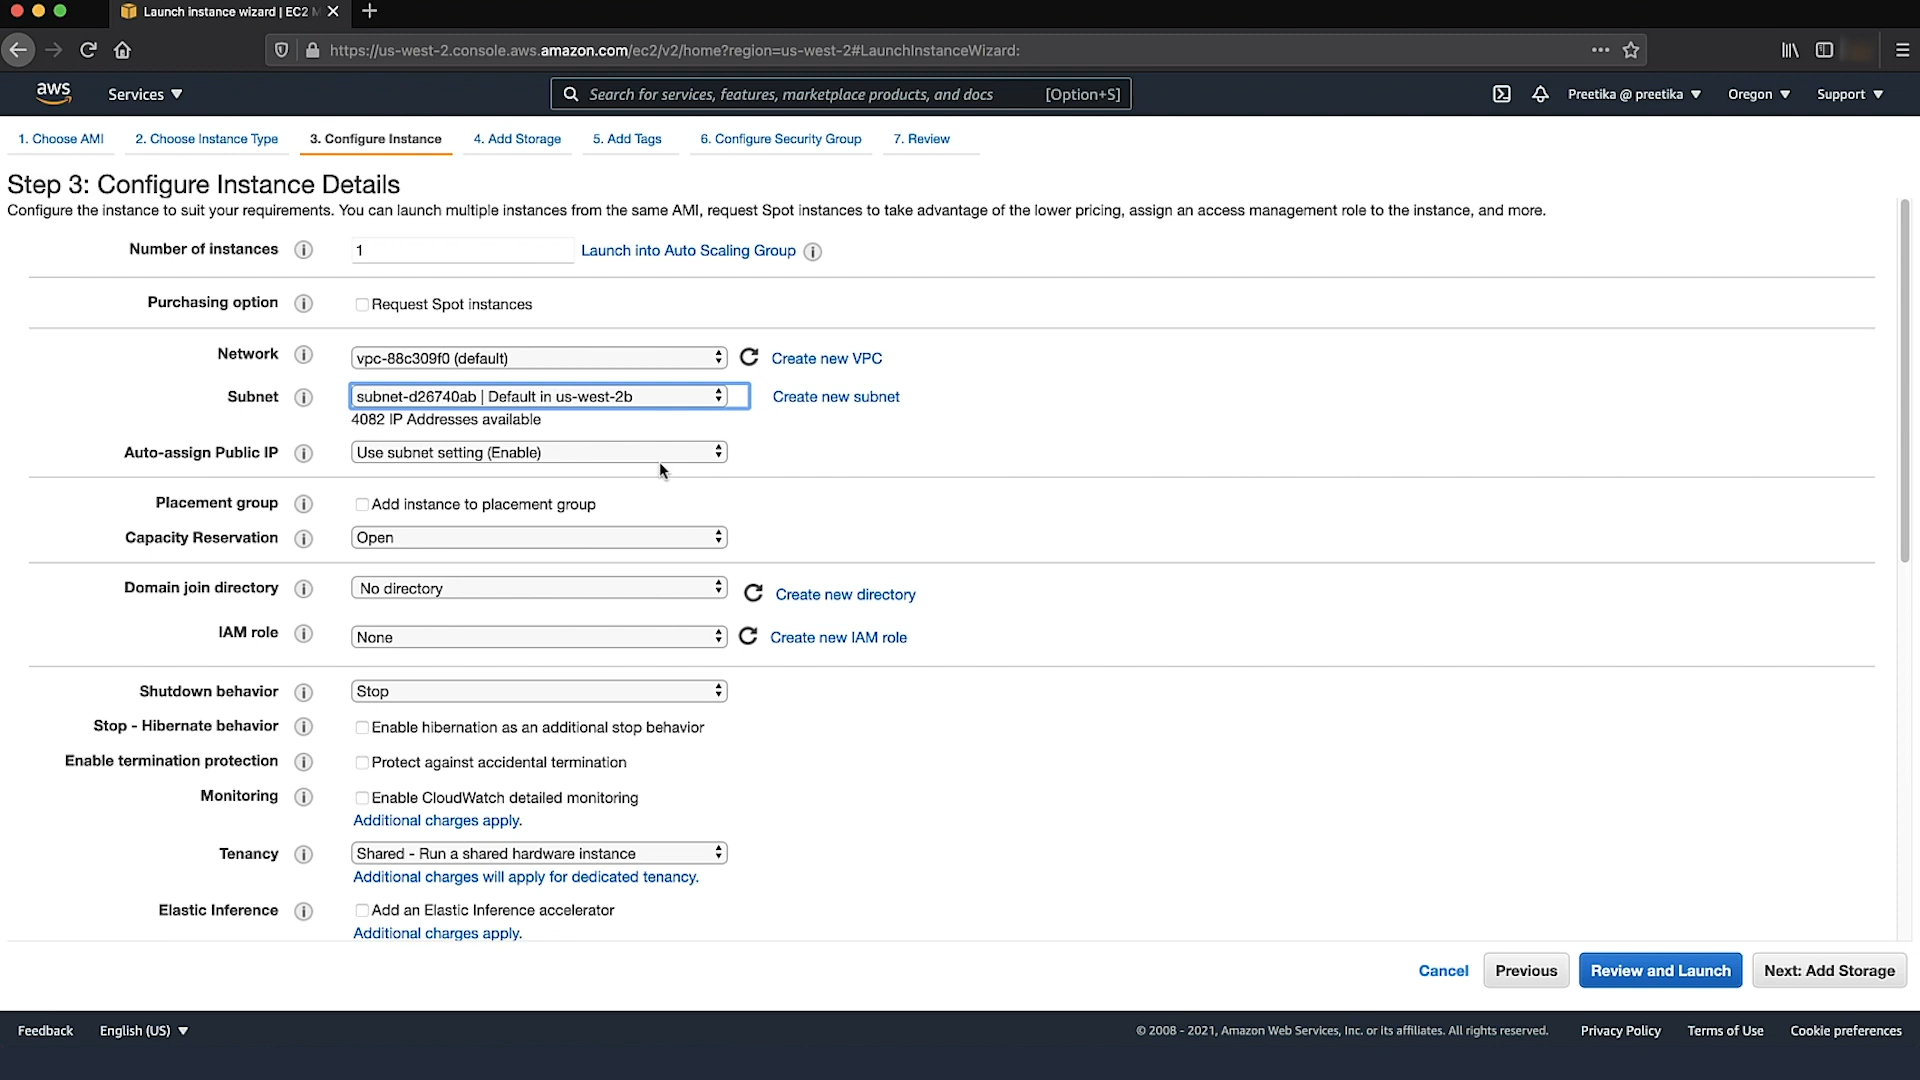 Launch instance wizard | EC2 M
https://us-west-2.console.aws.amazon.com/ec2/v2/home?region=us-west-2#LaunchInstanceWizard:
aws
Services
Search for services, features, marketplace products, and docs
[Option+S]
Preetika @ preetika
Oregon
Support
1. Choose AMI
2. Choose Instance Type
3. Configure Instance
4. Add Storage
5. Add Tags
6. Configure Security Group
7. Review
Step 3: Configure Instance Details
Configure the instance to suit your requirements. You can launch multiple instances from the same AMI, request Spot instances to take advantage of the lower pricing, assign an access management role to the instance, and more.
Number of instances
1
Launch into Auto Scaling Group
Purchasing option
Request Spot instances
Network
vpc-88c309f0 (default)
Create new VPC
Subnet
subnet-d26740ab | Default in us-west-2b
Create new subnet
4082 IP Addresses available
Auto-assign Public IP
Use subnet setting (Enable)
Placement group
Add instance to placement group
Capacity Reservation
Open
Domain join directory
No directory
Create new directory
IAM role
None
Create new IAM role
Shutdown behavior
Stop
Stop - Hibernate behavior
Enable hibernation as an additional stop behavior
Enable termination protection
Protect against accidental termination
Monitoring
Enable CloudWatch detailed monitoring
Additional charges apply.
Tenancy
Shared - Run a shared hardware instance
Additional charges will apply for dedicated tenancy.
Elastic Inference
Add an Elastic Inference accelerator
Additional charges apply.
Cancel
Previous
Review and Launch
Next: Add Storage
Feedback
English (US)
© 2008 - 2021, Amazon Web Services, Inc. or its affiliates. All rights reserved.
Privacy Policy
Terms of Use
Cookie preferences